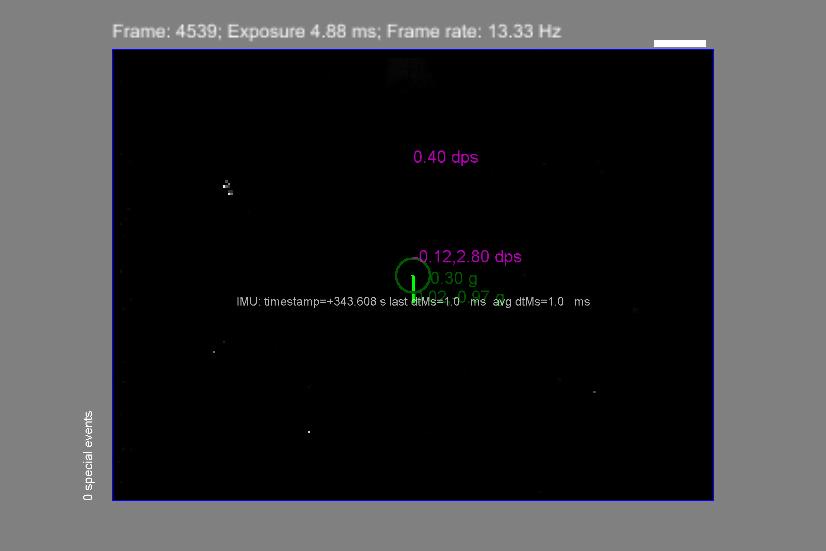 Frame: 4539; Exposure 4.88 ms; Frame rate: 13.33 Hz
0.40 dps
-0.12,2.80 dps
0.30 g
IMU: timestamp=+343.608 s last dtMs=1.0 ms avg dtMs=1.0 ms
0 special events